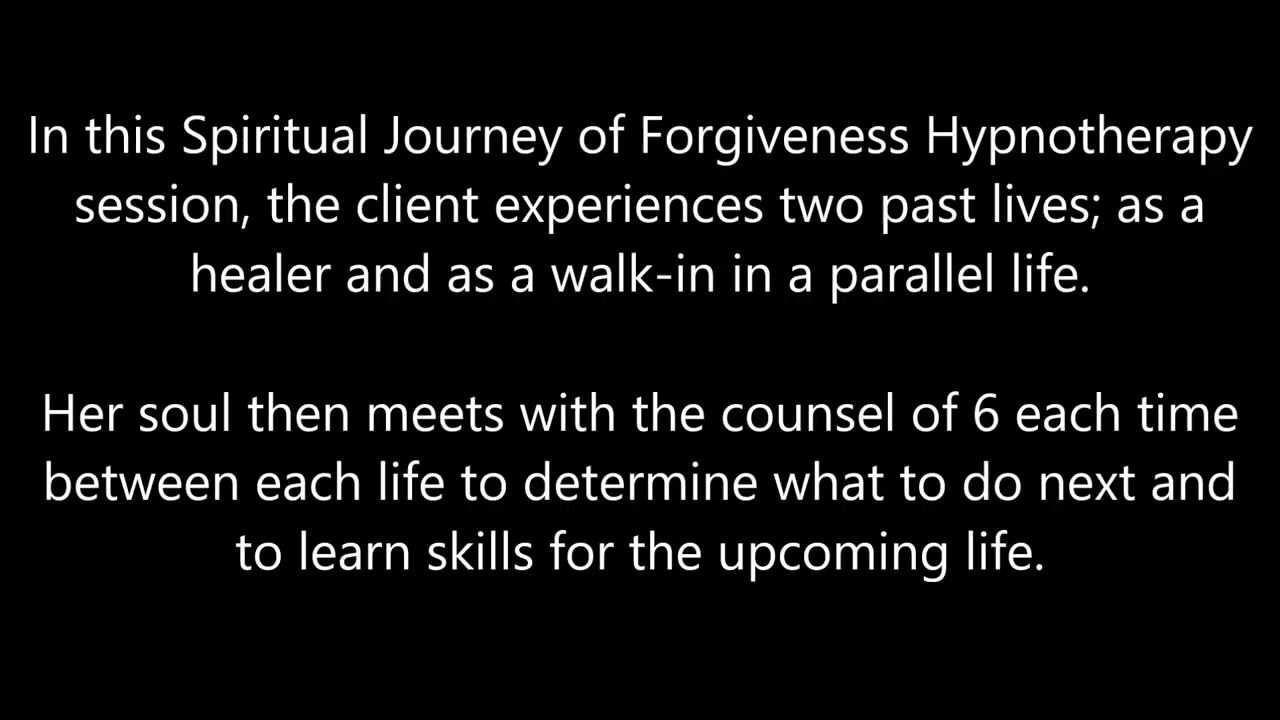 In this Spiritual Journey of Forgiveness Hypnotherapy
session, the client experiences two past lives; as a
healer and as a walk-in in a parallel life.
Her soul then meets with the counsel of 6 each time
between each life to determine what to do next and
to learn skills for the upcoming life.